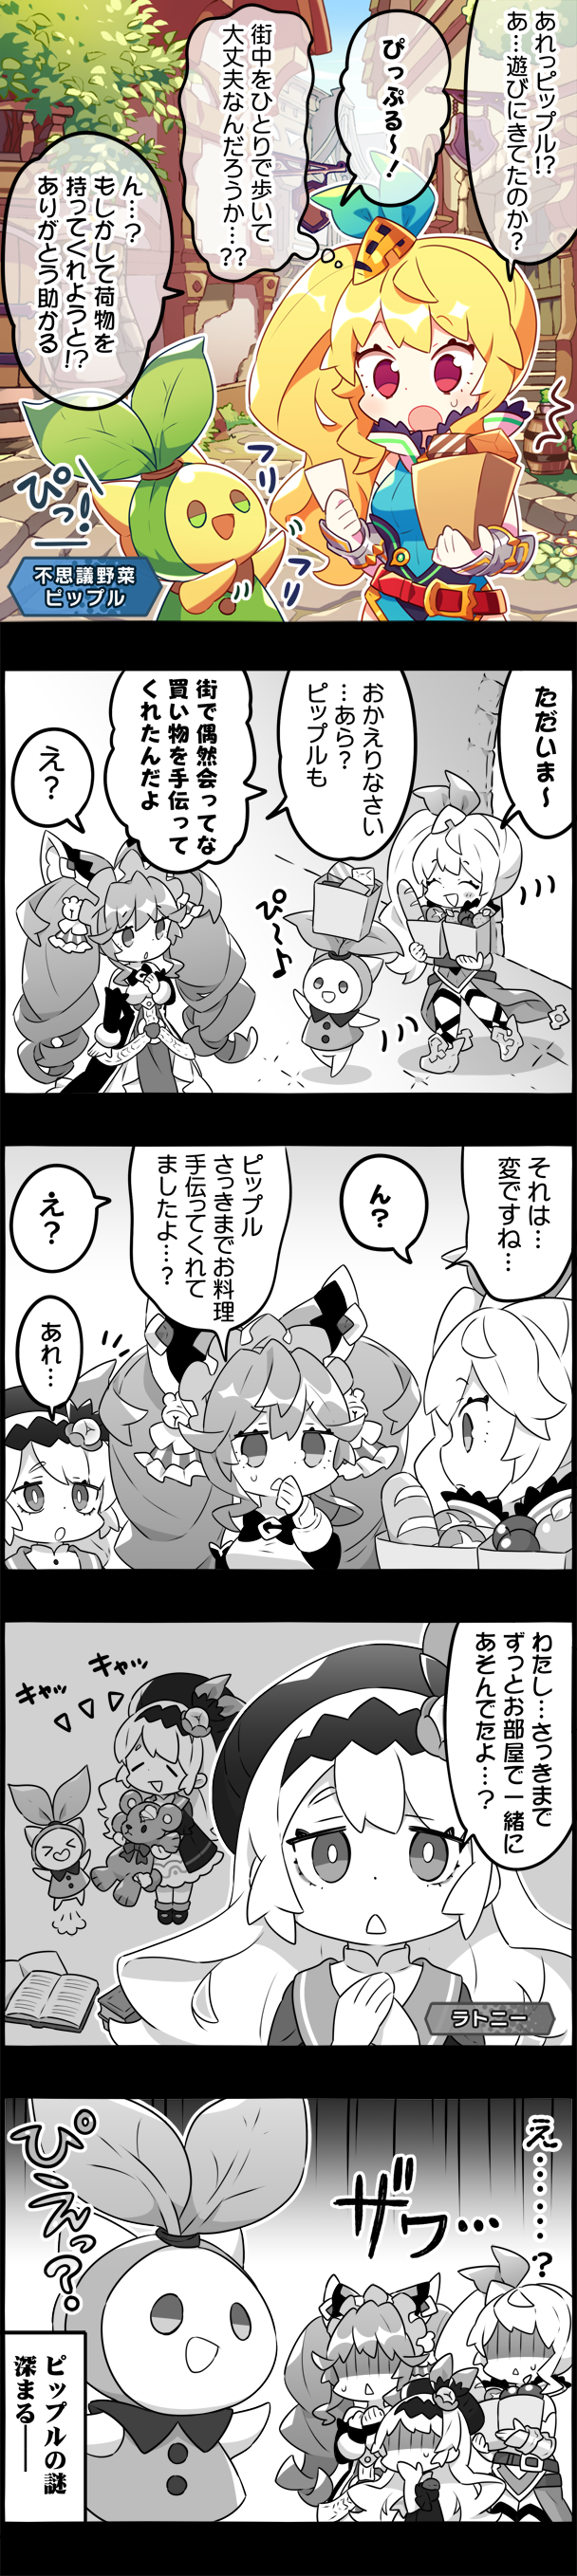 あれっピップル!?
あ…遊びにきてたのか?
ぴっぷる～!
街中をひとりで歩いて
大丈夫なんだろうか…??
ん…?
もしかして荷物を
持ってくれようと!?
ありがとう助かる
ぴっ!
フリ
フリ
不思議野菜
ピップル
ただいま～
おかえりなさい
…あら?
ピップルも
街で偶然会ってな
買い物を手伝って
くれたんだよ
え?
ぴ～♪
それは…
変ですね…
ん?
ピップル
さっきまでお料理
手伝ってくれて
ましたよ…?
え?
あれ…
わたし…さっきまで
ずっとお部屋で一緒に
あそんでたよ…?
キャッ
キャッ
ラトニー
え………?
ザワ…
ぴえっ?
ピップルの謎
深まる――